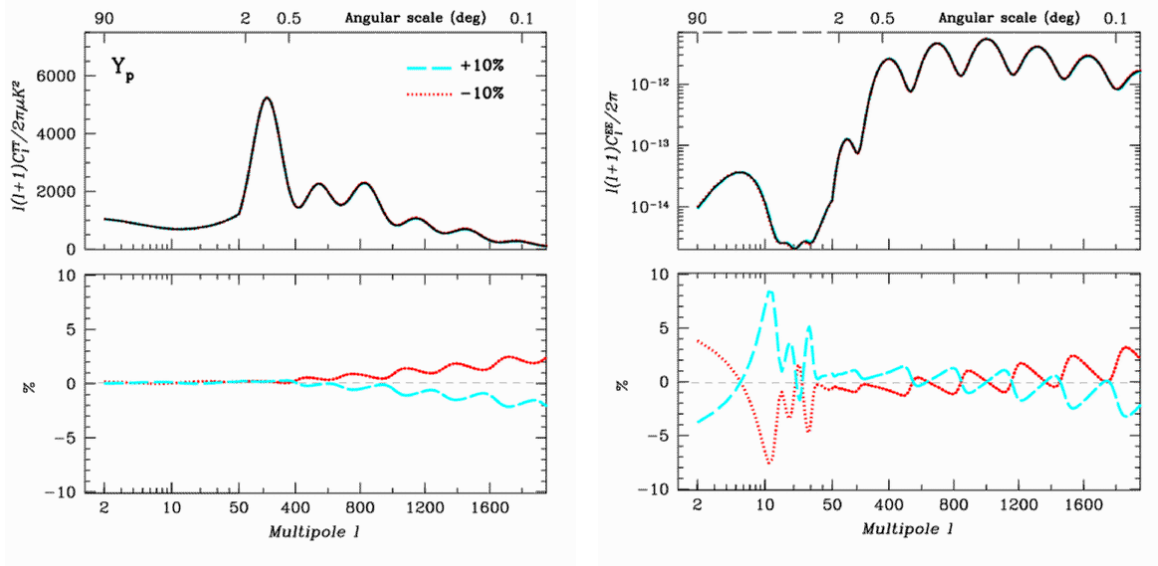 90 2 0.5 Angular scale (deg) 0.1
Y_p
+10%
−10%
l(l+1)C_l^TT/2πμK²
6000
4000
2000
0
10
5
0
−5
−10
%
2 10 50 400 800 1200 1600
Multipole l
90 2 0.5 Angular scale (deg) 0.1
l(l+1)C_l^EE/2π
10⁻¹²
10⁻¹³
10⁻¹⁴
10
5
0
−5
−10
%
2 10 50 400 800 1200 1600
Multipole l